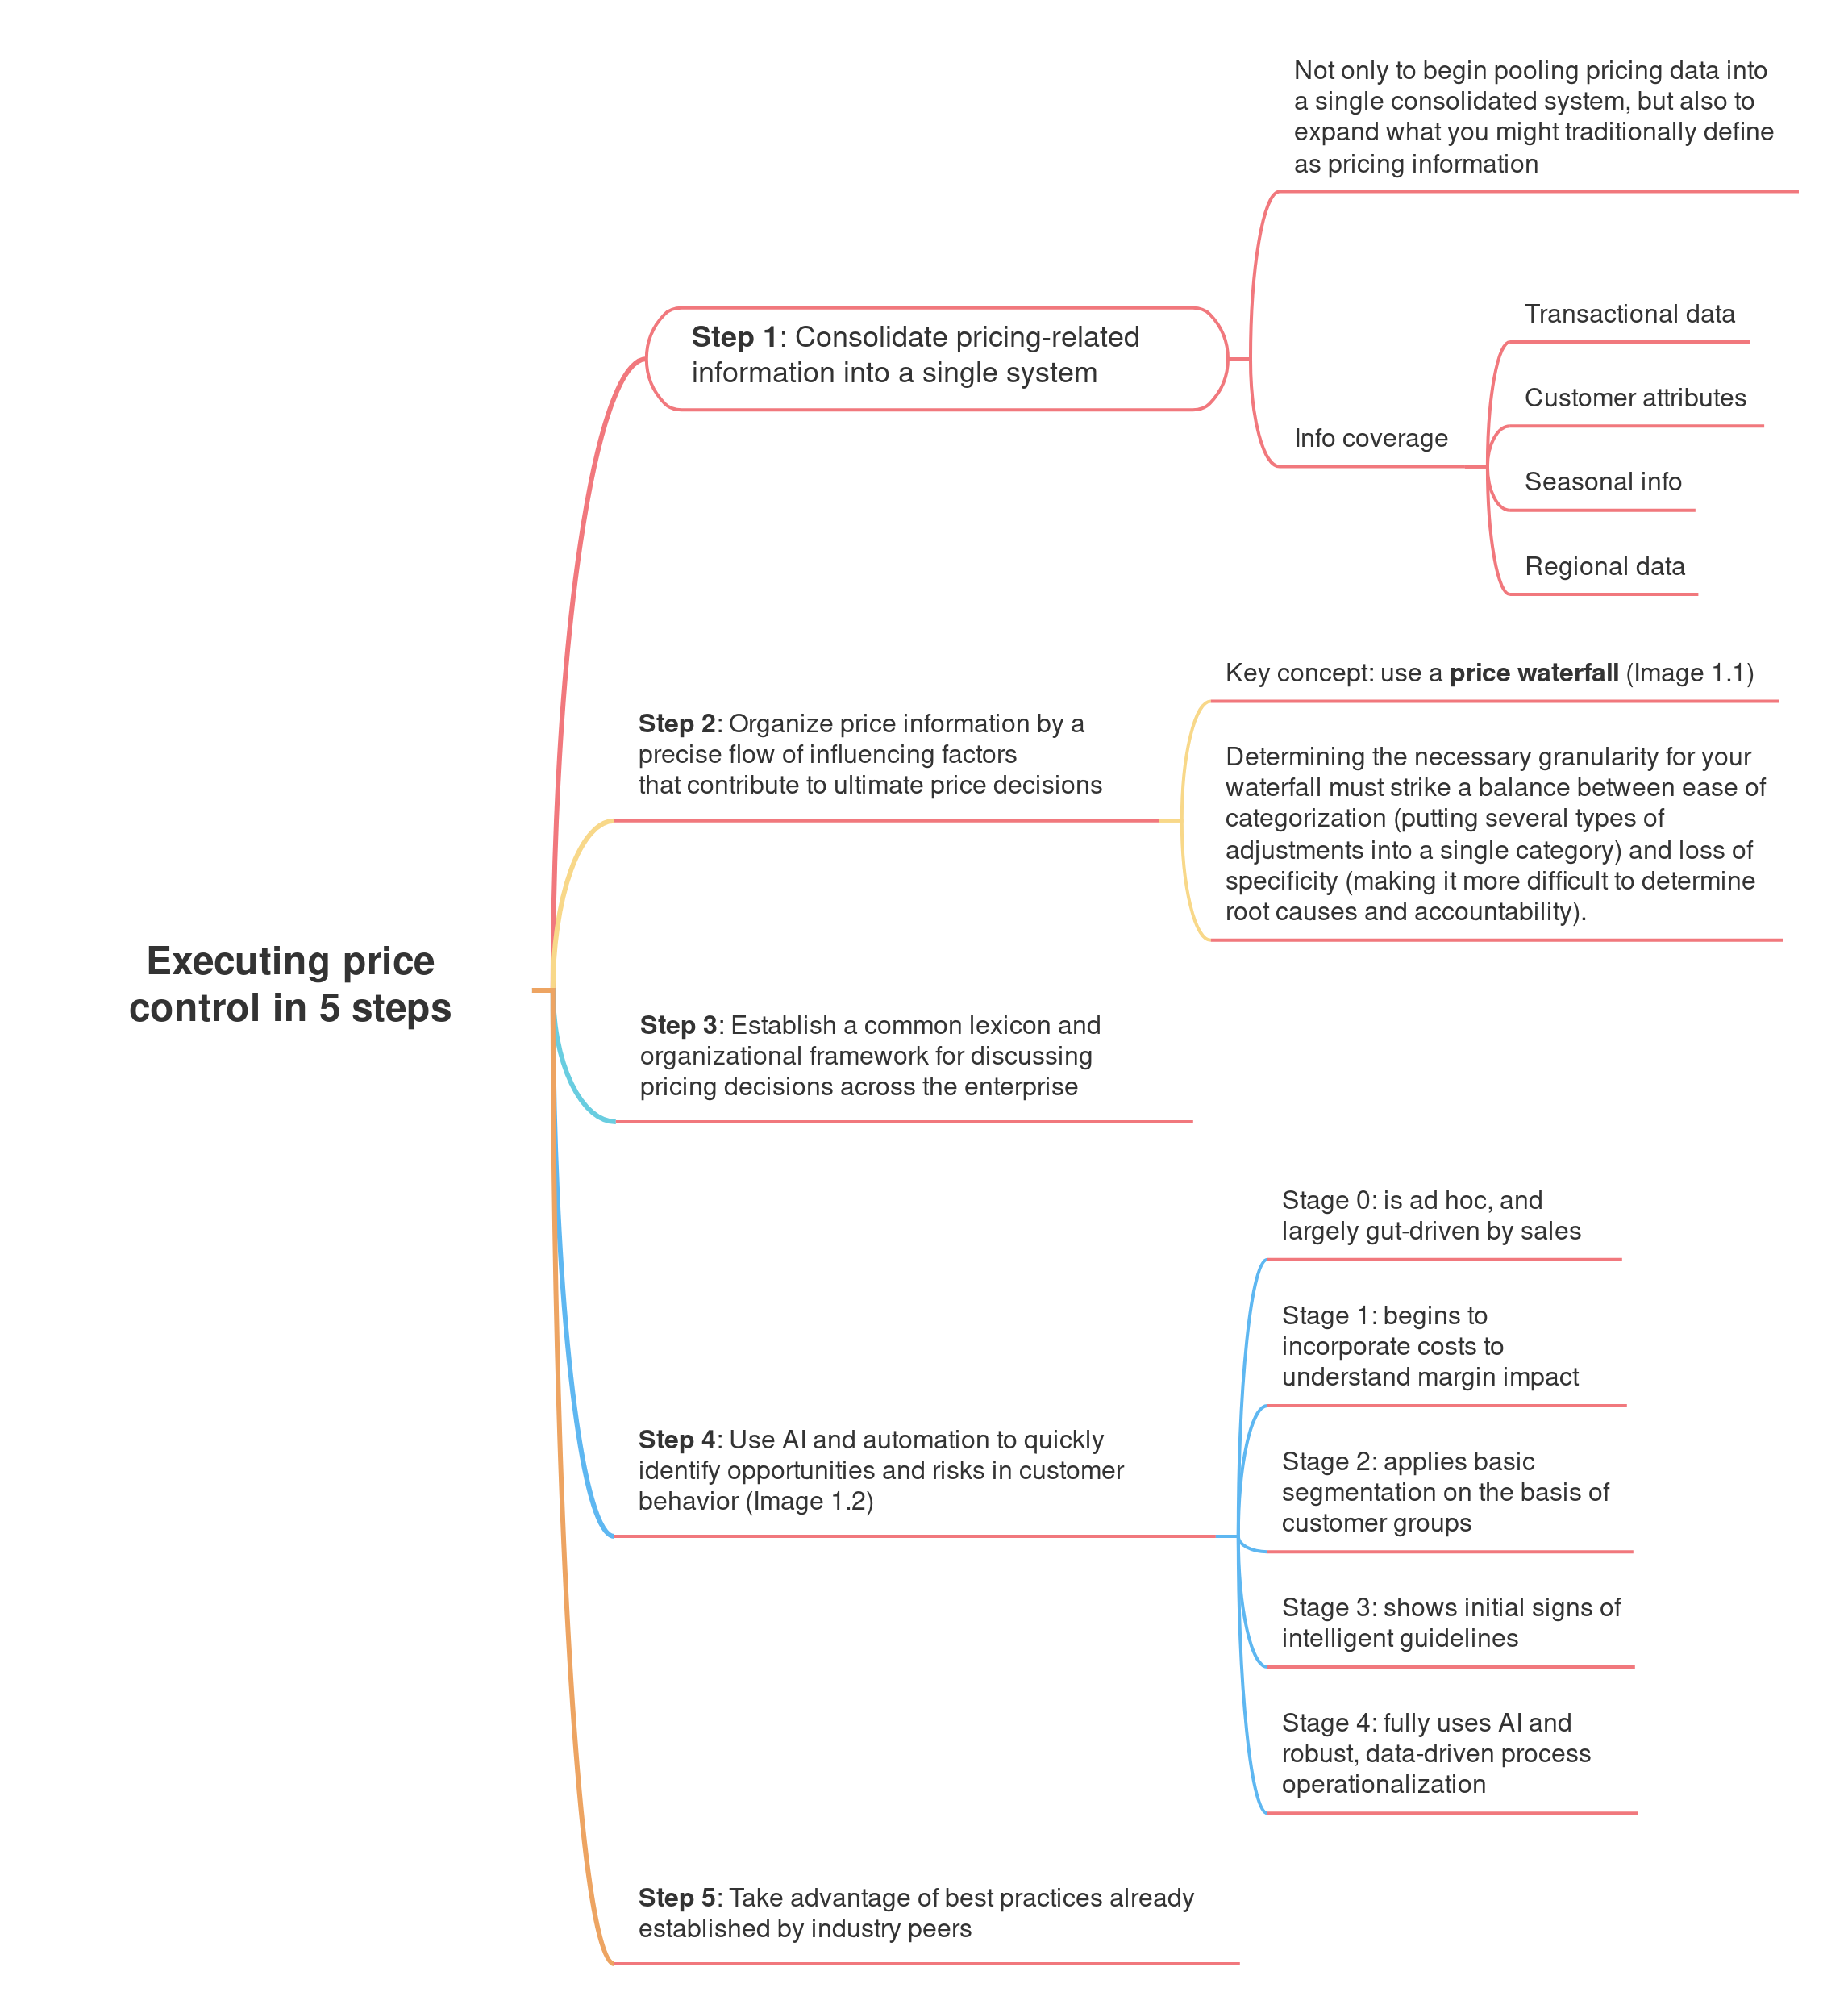 Executing price
control in 5 steps
Step 1: Consolidate pricing-related
information into a single system
Not only to begin pooling pricing data into
a single consolidated system, but also to
expand what you might traditionally define
as pricing information
Info coverage
Transactional data
Customer attributes
Seasonal info
Regional data
Step 2: Organize price information by a
precise flow of influencing factors
that contribute to ultimate price decisions
Key concept: use a price waterfall (Image 1.1)
Determining the necessary granularity for your
waterfall must strike a balance between ease of
categorization (putting several types of
adjustments into a single category) and loss of
specificity (making it more difficult to determine
root causes and accountability).
Step 3: Establish a common lexicon and
organizational framework for discussing
pricing decisions across the enterprise
Step 4: Use AI and automation to quickly
identify opportunities and risks in customer
behavior (Image 1.2)
Stage 0: is ad hoc, and
largely gut-driven by sales
Stage 1: begins to
incorporate costs to
understand margin impact
Stage 2: applies basic
segmentation on the basis of
customer groups
Stage 3: shows initial signs of
intelligent guidelines
Stage 4: fully uses AI and
robust, data-driven process
operationalization
Step 5: Take advantage of best practices already
established by industry peers